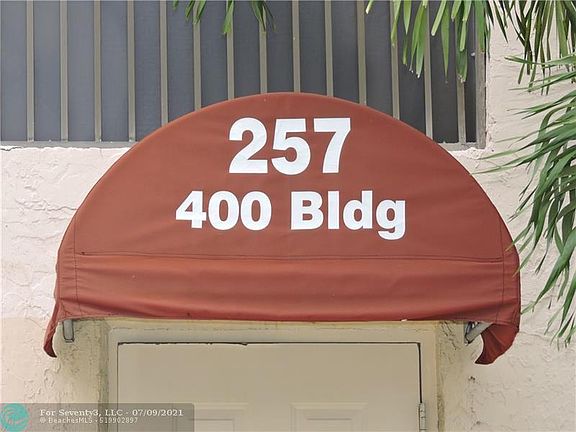 257
400 Bldg
For Seventy3, LLC - 07/09/2021
© BeachesMLS - 519902897